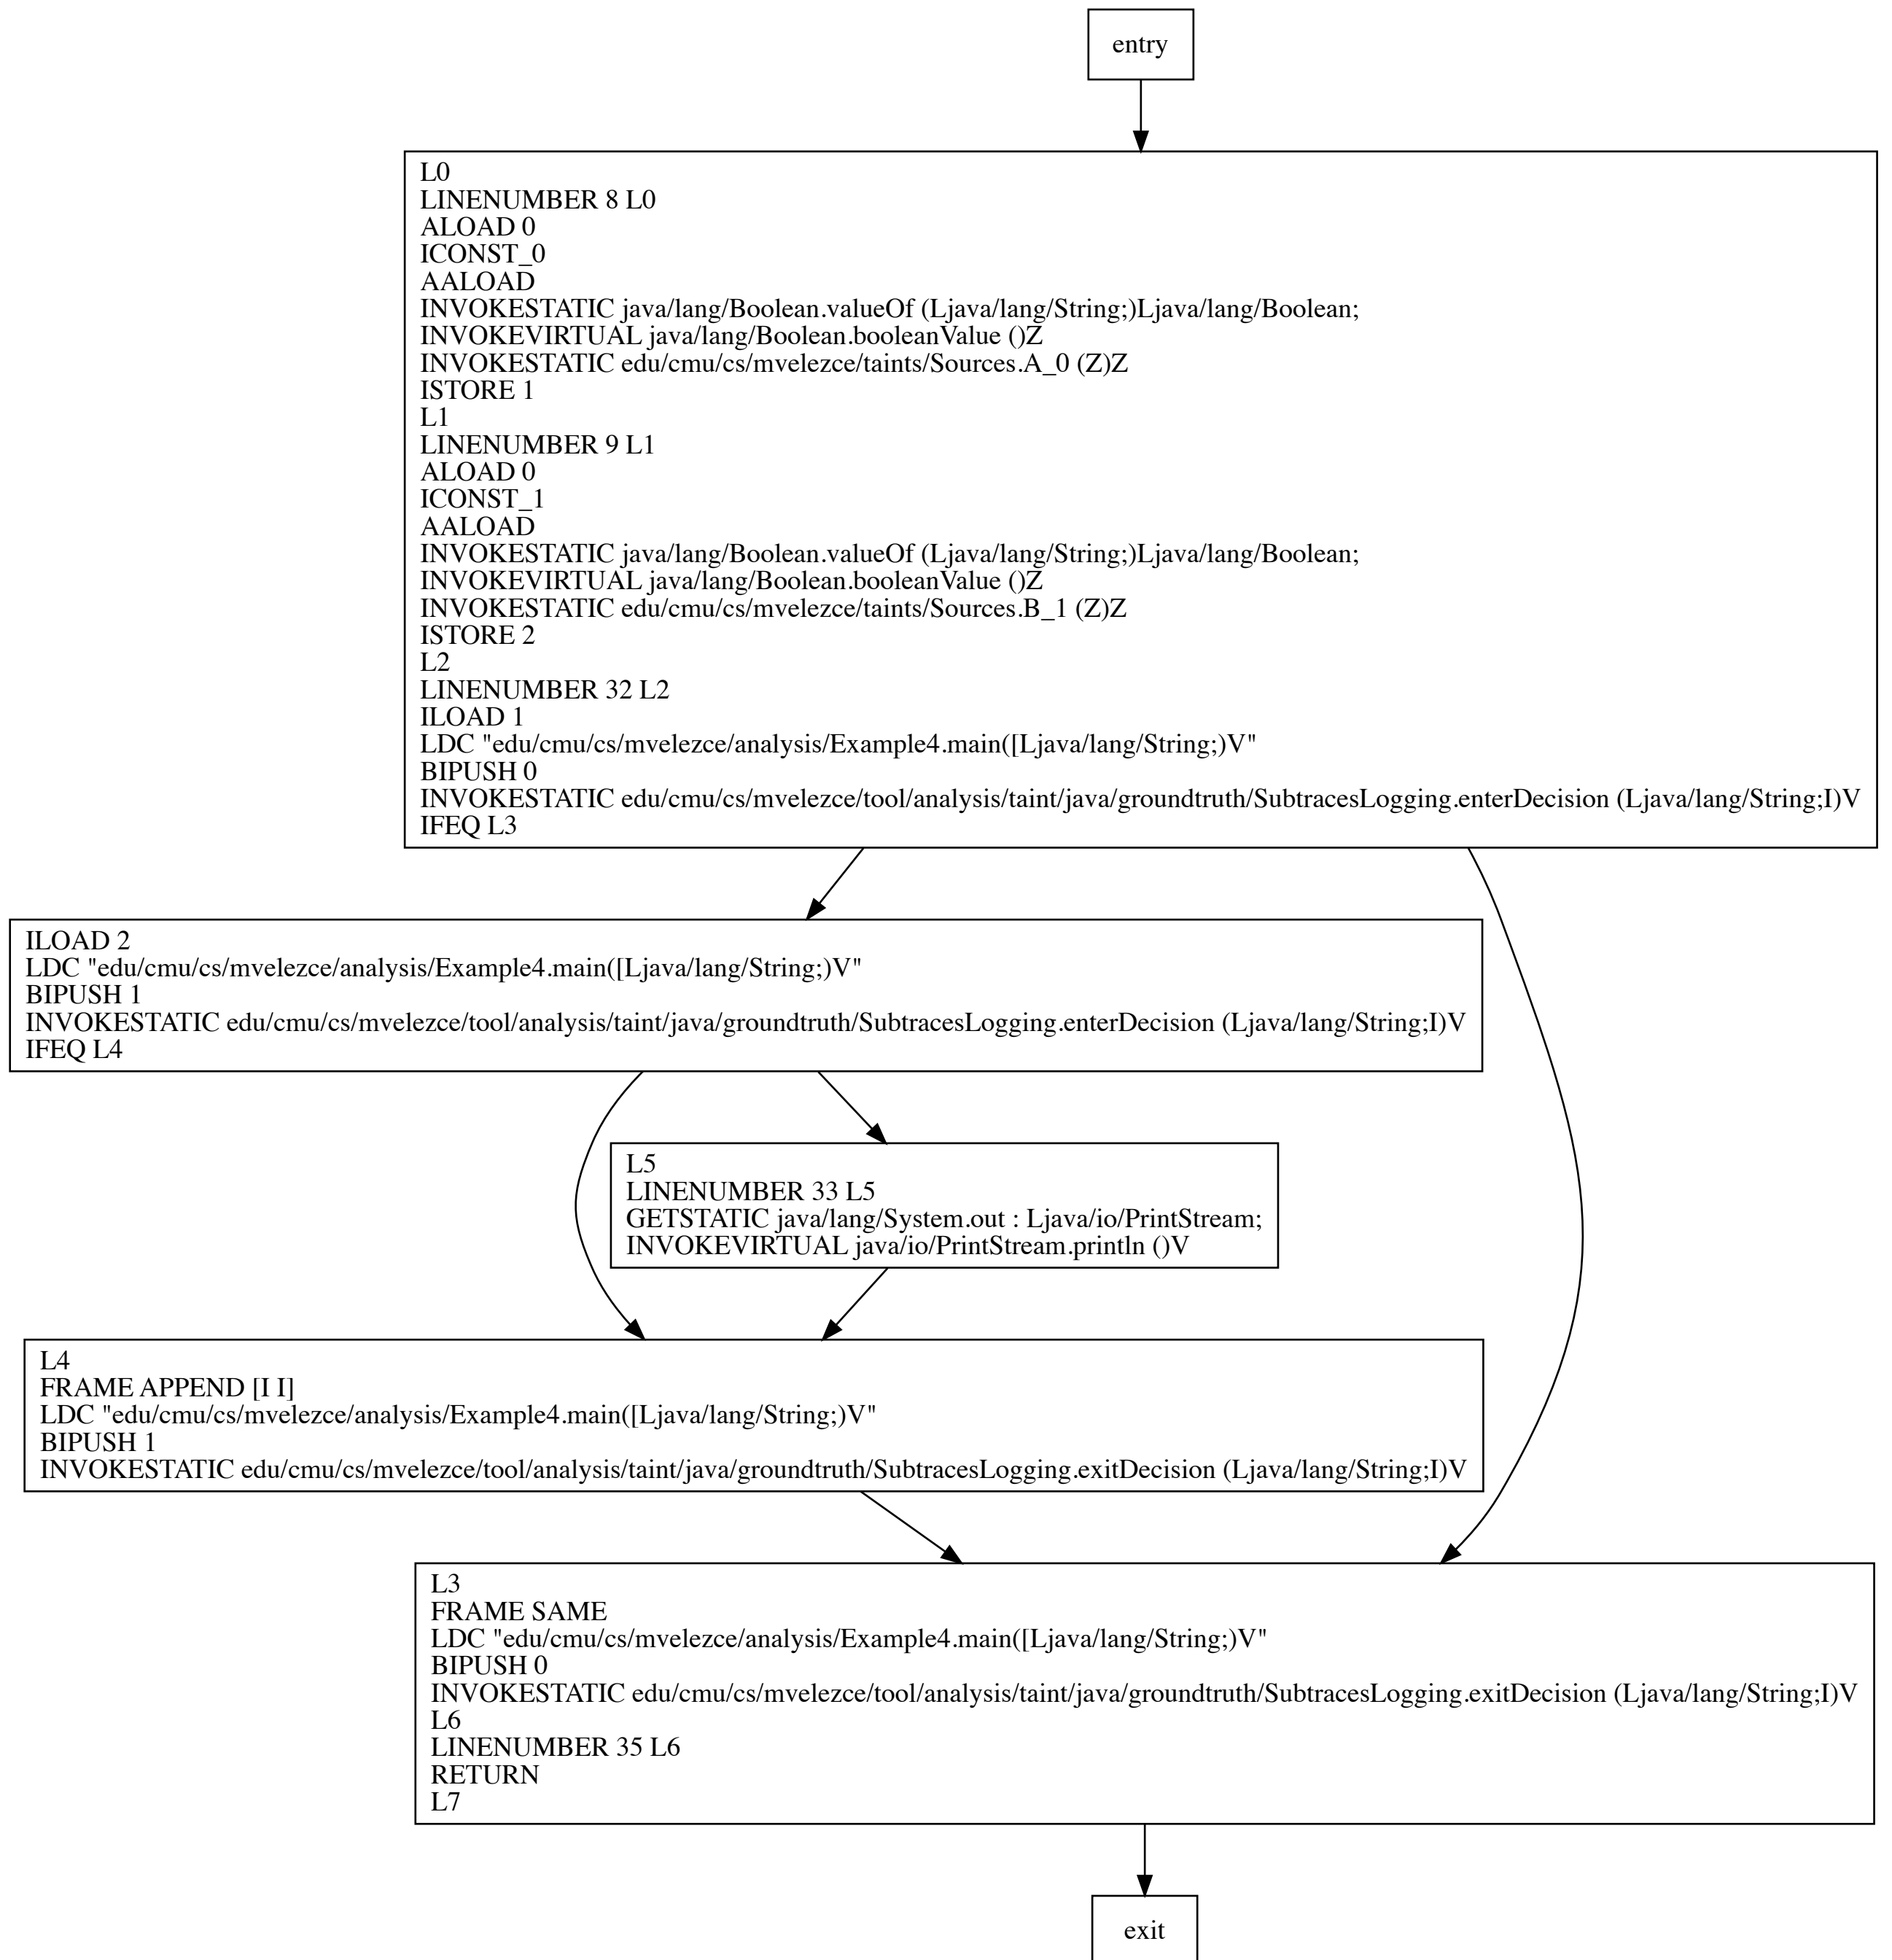 entry
L0
LINENUMBER 8 L0
ALOAD 0
ICONST_0
AALOAD
INVOKESTATIC java/lang/Boolean.valueOf (Ljava/lang/String;)Ljava/lang/Boolean;
INVOKEVIRTUAL java/lang/Boolean.booleanValue ()Z
INVOKESTATIC edu/cmu/cs/mvelezce/taints/Sources.A_0 (Z)Z
ISTORE 1
L1
LINENUMBER 9 L1
ALOAD 0
ICONST_1
AALOAD
INVOKESTATIC java/lang/Boolean.valueOf (Ljava/lang/String;)Ljava/lang/Boolean;
INVOKEVIRTUAL java/lang/Boolean.booleanValue ()Z
INVOKESTATIC edu/cmu/cs/mvelezce/taints/Sources.B_1 (Z)Z
ISTORE 2
L2
LINENUMBER 32 L2
ILOAD 1
LDC "edu/cmu/cs/mvelezce/analysis/Example4.main([Ljava/lang/String;)V"
BIPUSH 0
INVOKESTATIC edu/cmu/cs/mvelezce/tool/analysis/taint/java/groundtruth/SubtracesLogging.enterDecision (Ljava/lang/String;I)V
IFEQ L3
ILOAD 2
LDC "edu/cmu/cs/mvelezce/analysis/Example4.main([Ljava/lang/String;)V"
BIPUSH 1
INVOKESTATIC edu/cmu/cs/mvelezce/tool/analysis/taint/java/groundtruth/SubtracesLogging.enterDecision (Ljava/lang/String;I)V
IFEQ L4
L5
LINENUMBER 33 L5
GETSTATIC java/lang/System.out : Ljava/io/PrintStream;
INVOKEVIRTUAL java/io/PrintStream.println ()V
L4
FRAME APPEND [I I]
LDC "edu/cmu/cs/mvelezce/analysis/Example4.main([Ljava/lang/String;)V"
BIPUSH 1
INVOKESTATIC edu/cmu/cs/mvelezce/tool/analysis/taint/java/groundtruth/SubtracesLogging.exitDecision (Ljava/lang/String;I)V
L3
FRAME SAME
LDC "edu/cmu/cs/mvelezce/analysis/Example4.main([Ljava/lang/String;)V"
BIPUSH 0
INVOKESTATIC edu/cmu/cs/mvelezce/tool/analysis/taint/java/groundtruth/SubtracesLogging.exitDecision (Ljava/lang/String;I)V
L6
LINENUMBER 35 L6
RETURN
L7
exit